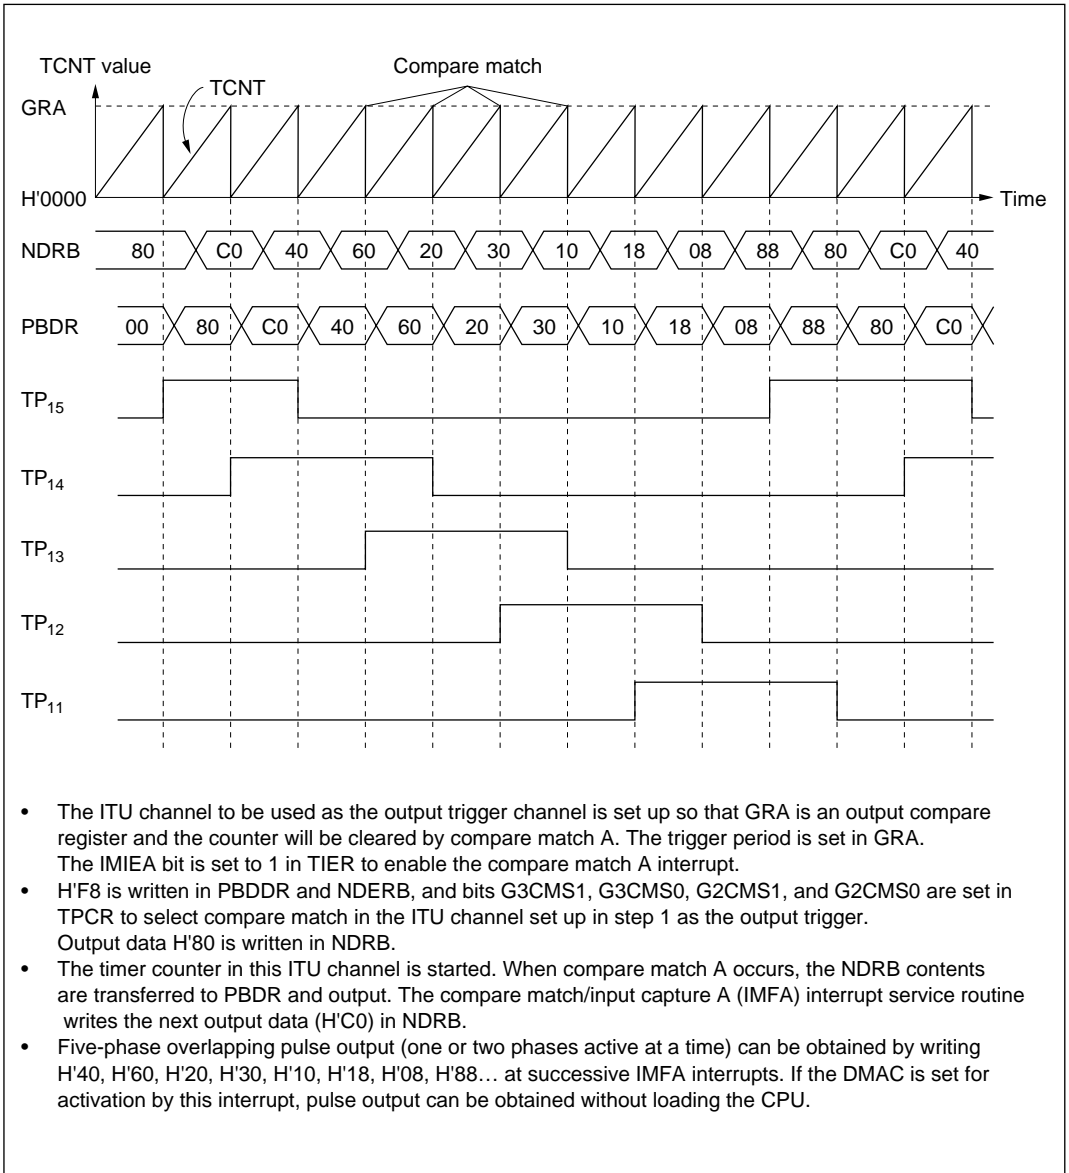 TCNT value
Compare match
TCNT
GRA
H'0000
Time
NDRB 80 C0 40 60 20 30 10 18 08 88 80 C0 40
PBDR 00 80 C0 40 60 20 30 10 18 08 88 80 C0
TP15
TP14
TP13
TP12
TP11
• The ITU channel to be used as the output trigger channel is set up so that GRA is an output compare
register and the counter will be cleared by compare match A. The trigger period is set in GRA.
The IMIEA bit is set to 1 in TIER to enable the compare match A interrupt.
• H'F8 is written in PBDDR and NDERB, and bits G3CMS1, G3CMS0, G2CMS1, and G2CMS0 are set in
TPCR to select compare match in the ITU channel set up in step 1 as the output trigger.
Output data H'80 is written in NDRB.
• The timer counter in this ITU channel is started. When compare match A occurs, the NDRB contents
are transferred to PBDR and output. The compare match/input capture A (IMFA) interrupt service routine
writes the next output data (H'C0) in NDRB.
• Five-phase overlapping pulse output (one or two phases active at a time) can be obtained by writing
H'40, H'60, H'20, H'30, H'10, H'18, H'08, H'88… at successive IMFA interrupts. If the DMAC is set for
activation by this interrupt, pulse output can be obtained without loading the CPU.